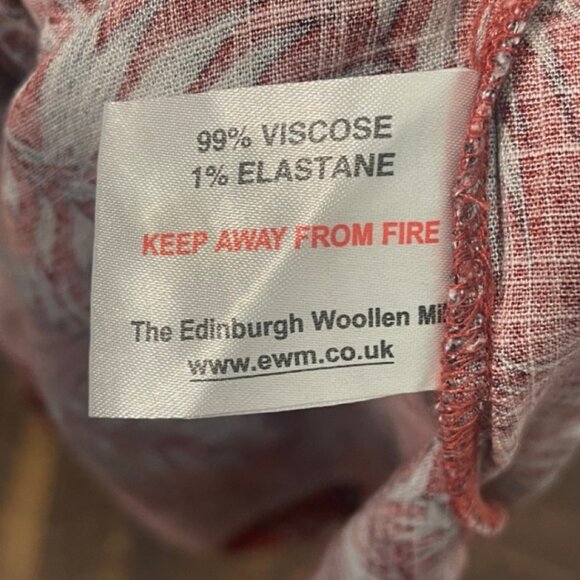 99% VISCOSE
1% ELASTANE
KEEP AWAY FROM FIRE
The Edinburgh Woollen Mil
www.ewm.co.uk